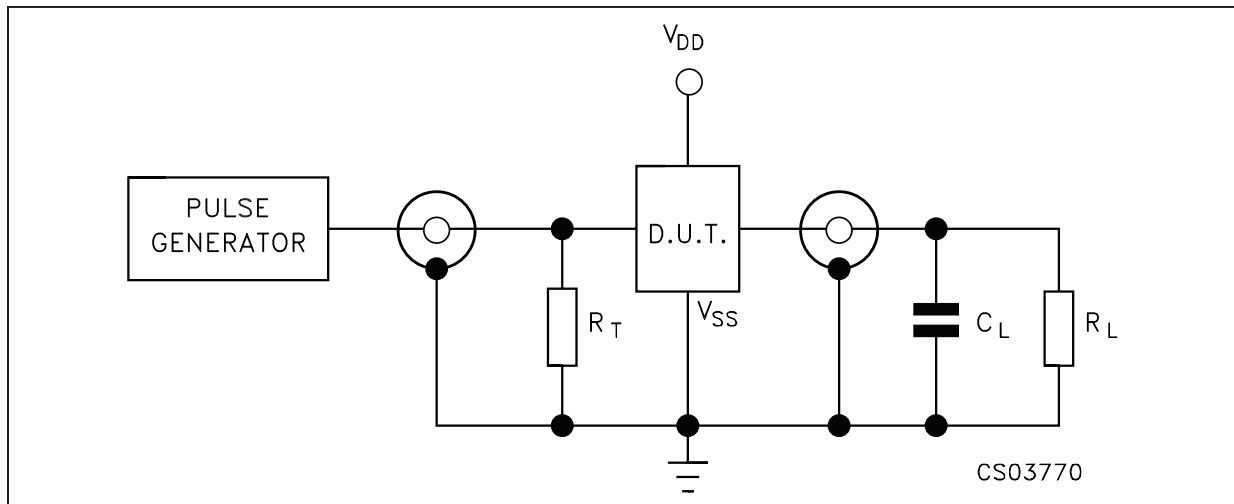 VDD
PULSE
GENERATOR
D.U.T.
VSS
RT
CL
RL
CS03770